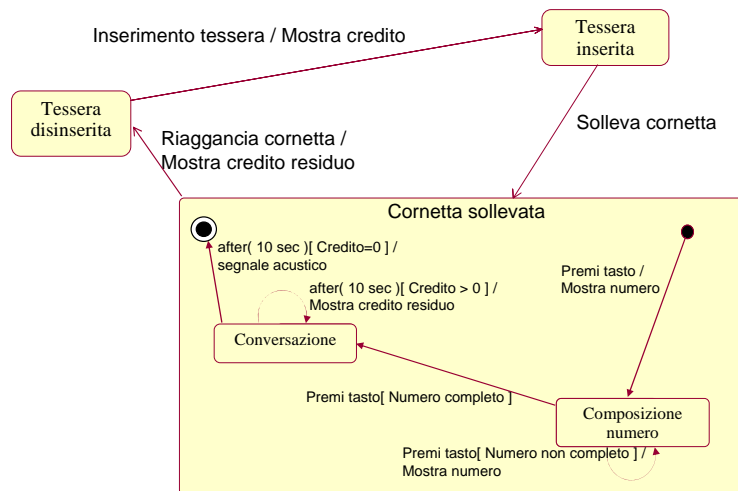 Inserimento tessera / Mostra credito
Tessera
inserita
Tessera
disinserita
Riaggancia cornetta /
Mostra credito residuo
Solleva cornetta
Cornetta sollevata
after( 10 sec )[ Credito=0 ] /
segnale acustico
Premi tasto /
Mostra numero
after( 10 sec )[ Credito > 0 ] /
Mostra credito residuo
Conversazione
Premi tasto[ Numero completo ]
Composizione
numero
Premi tasto[ Numero non completo ] /
Mostra numero